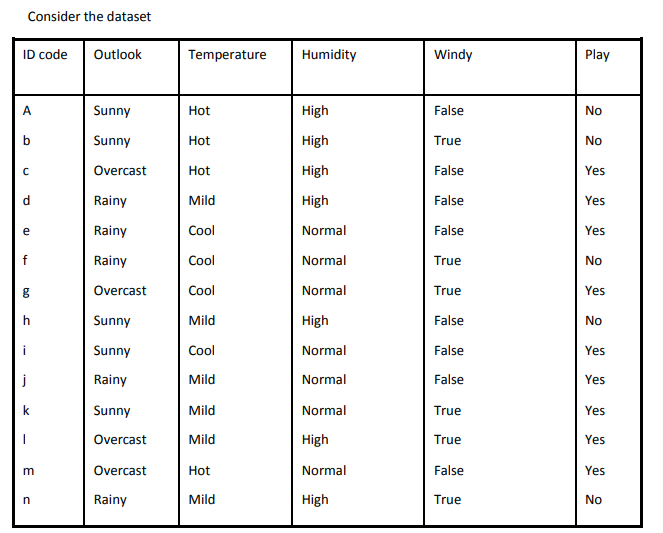 Consider the dataset
ID code Outlook Temperature Humidity Windy Play
A Sunny Hot High False No
b Sunny Hot High True No
c Overcast Hot High False Yes
d Rainy Mild High False Yes
e Rainy Cool Normal False Yes
f Rainy Cool Normal True No
g Overcast Cool Normal True Yes
h Sunny Mild High False No
i Sunny Cool Normal False Yes
j Rainy Mild Normal False Yes
k Sunny Mild Normal True Yes
l Overcast Mild High True Yes
m Overcast Hot Normal False Yes
n Rainy Mild High True No